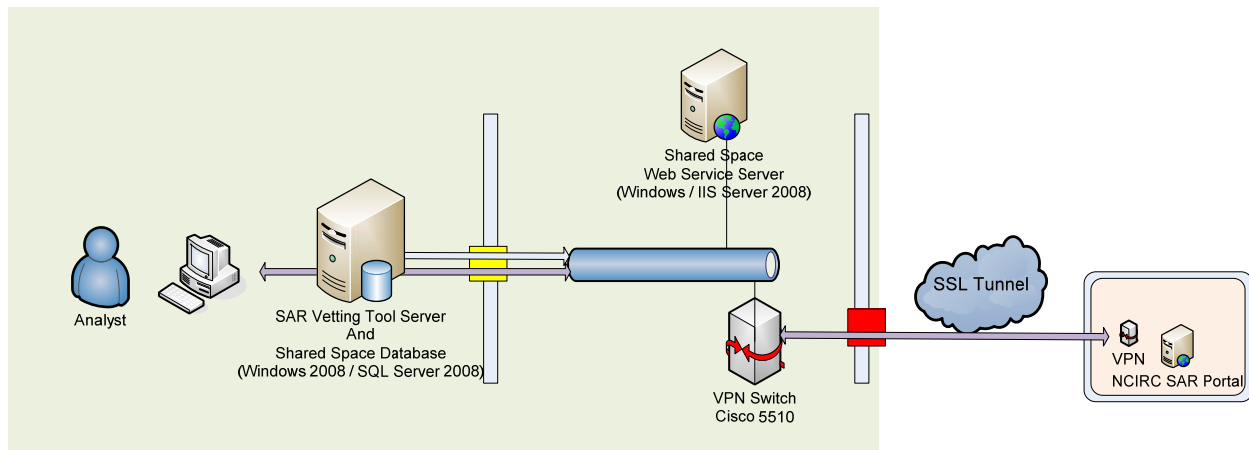 Shared Space
Web Service Server
(Windows / IIS Server 2008)
SSL Tunnel
Analyst
SAR Vetting Tool Server
And
Shared Space Database
(Windows 2008 / SQL Server 2008)
VPN Switch
Cisco 5510
VPN
NCIRC SAR Portal